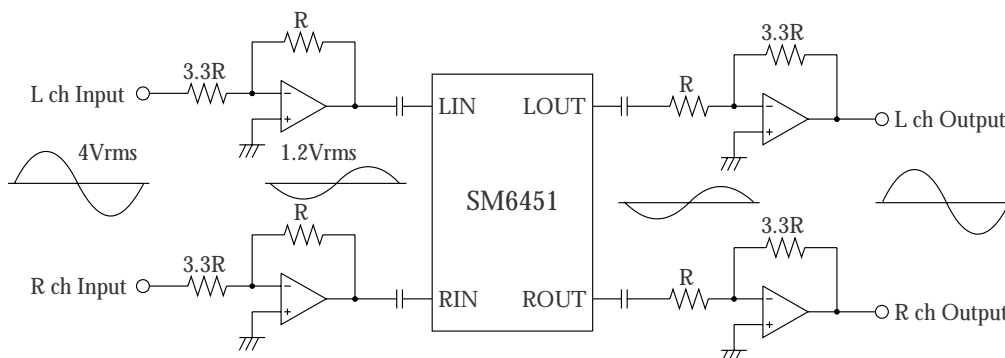 R
3.3R
3.3R
R
L ch Input
LIN
LOUT
L ch Output
4Vrms
1.2Vrms
SM6451
R
3.3R
3.3R
R
R ch Input
RIN
ROUT
R ch Output